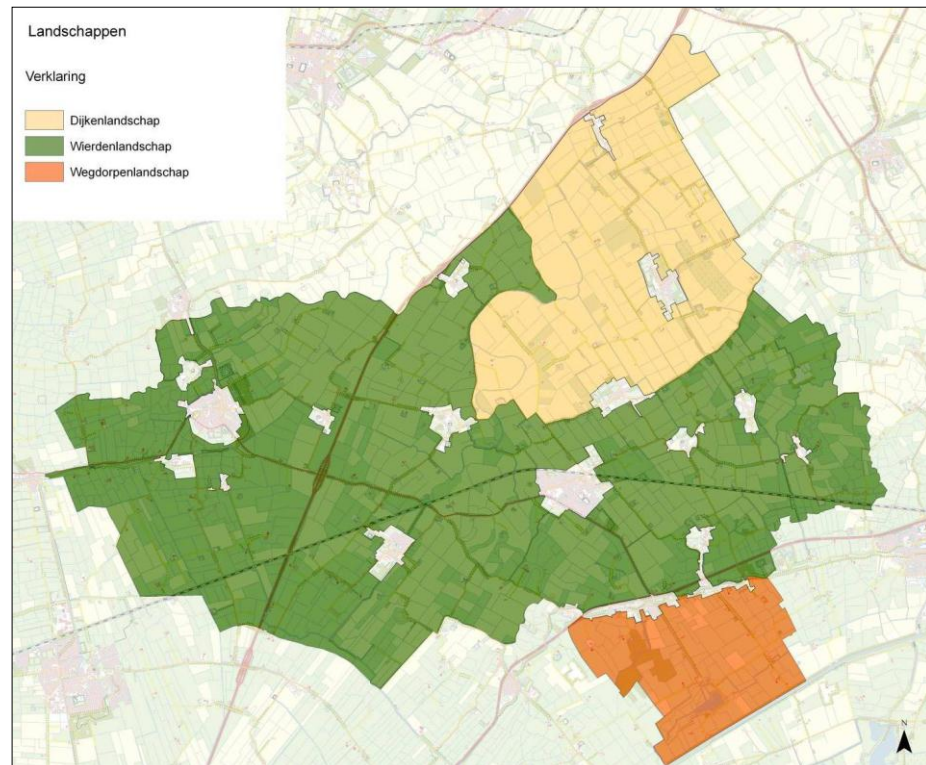 Landschappen
Verklaring
Dijkenlandschap
Wierdenlandschap
Wegdorpenlandschap
N